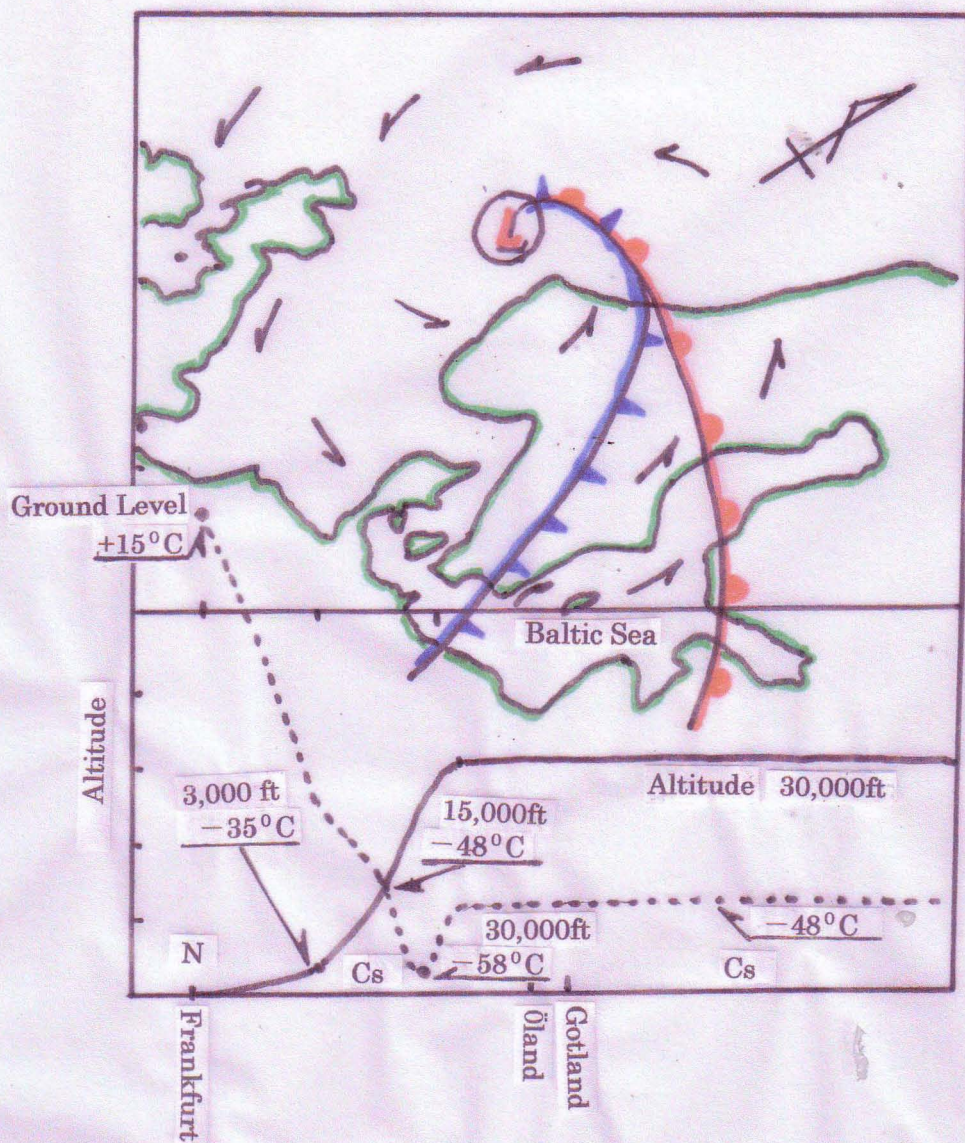 L
Ground Level
+15°C
Baltic Sea
Altitude
3,000 ft
−35°C
15,000ft
−48°C
Altitude 30,000ft
30,000ft
−58°C
−48°C
N
Cs
Cs
Frankfurt
Öland
Gotland